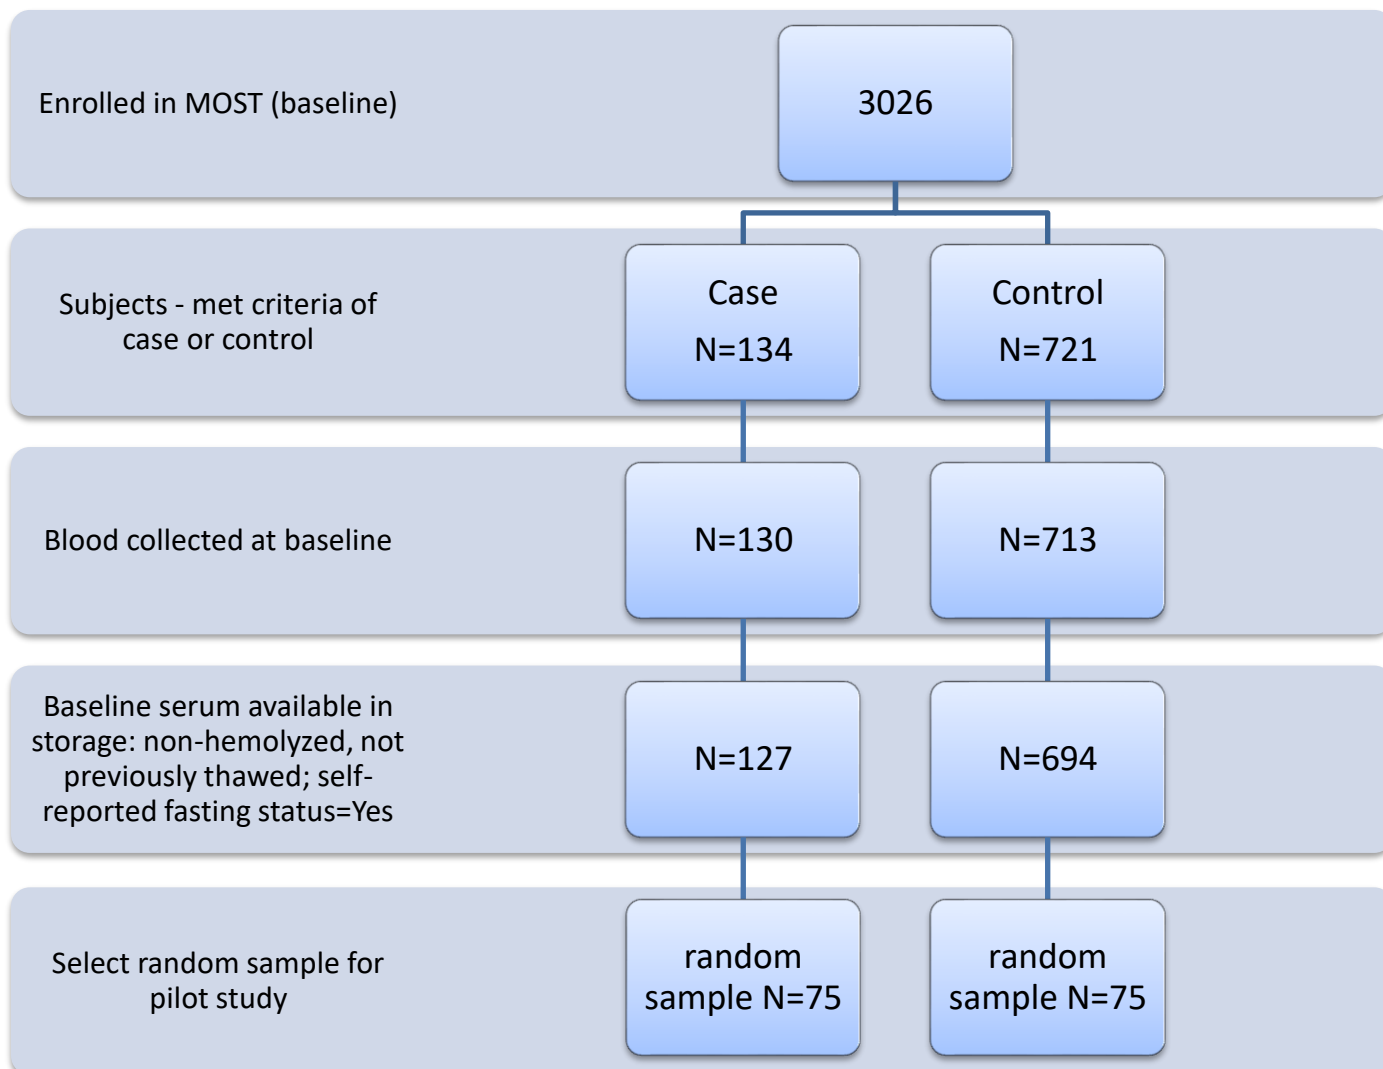 Enrolled in MOST (baseline)
3026
Subjects - met criteria of
case or control
Case
N=134
Control
N=721
Blood collected at baseline
N=130
N=713
Baseline serum available in
storage: non-hemolyzed, not
previously thawed; self-
reported fasting status=Yes
N=127
N=694
Select random sample for
pilot study
random
sample N=75
random
sample N=75